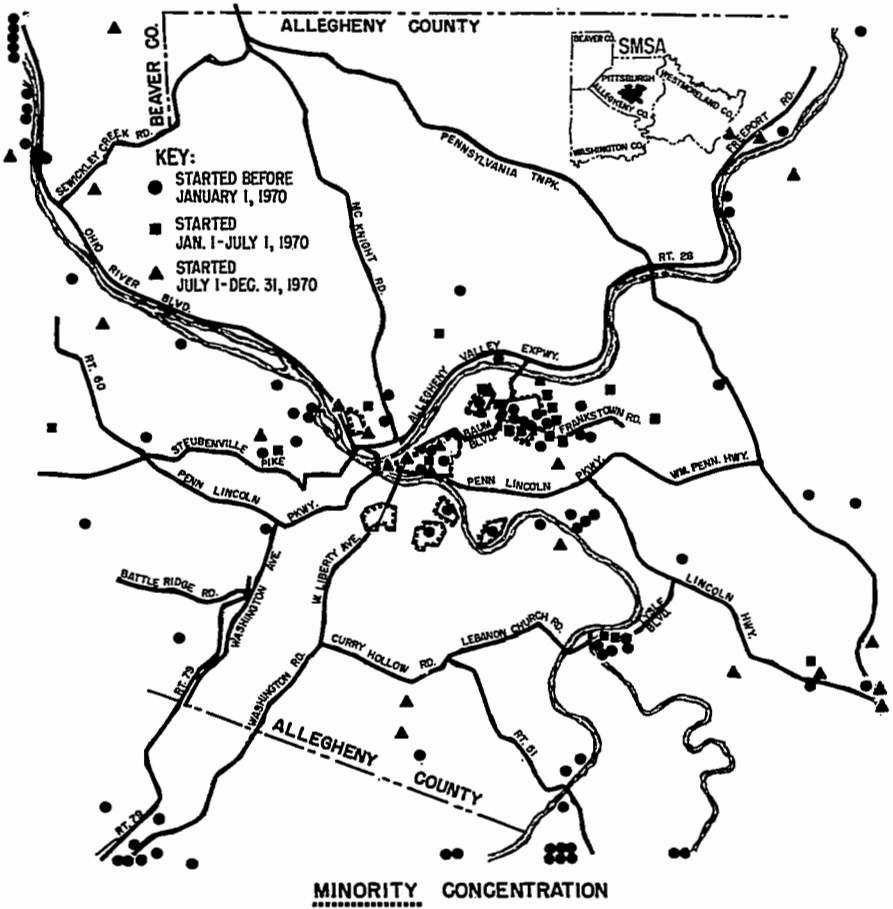 ALLEGHENY COUNTY
BEAVER CO.
BEAVER CO.
SMSA
PITTSBURGH
ALLEGHENY CO.
WESTMORELAND CO.
WASHINGTON CO.
FREEPORT RD.
SEWICKLEY CREEK RD.
PENNSYLVANIA TNPK.
KEY:
STARTED BEFORE
JANUARY 1, 1970
STARTED
JAN. 1-JULY 1, 1970
STARTED
JULY 1-DEC. 31, 1970
MC KNIGHT RD.
OHIO RIVER BLVD.
RT. 28
ALLEGHENY VALLEY EXPWY.
RT. 60
BAUM BLVD.
FRANKSTOWN RD.
STEUBENVILLE PIKE
PENN LINCOLN PKWY.
PENN LINCOLN PKWY
WM. PENN. HWY.
WASHINGTON AVE.
W. LIBERTY AVE.
BATTLE RIDGE RD.
LINCOLN HWY.
BLVD.
LEBANON CHURCH RD.
CURRY HOLLOW RD.
WASHINGTON RD.
RT. 79
ALLEGHENY COUNTY
RT. 51
RT. 79
MINORITY CONCENTRATION